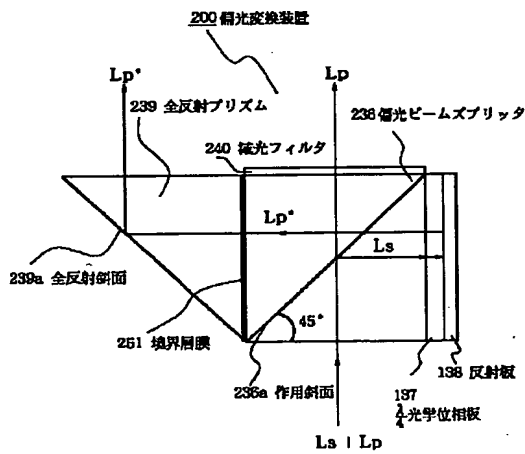 200 偏光変換装置
Lp*
Lp
239 全反射プリズム
236 偏光ビームズプリッタ
240 減光フィルタ
Lp*
Ls
239a 全反射斜面
45°
251 境界層膜
236a 作用斜面
138 反射板
137
λ/4光学位相板
Ls | Lp